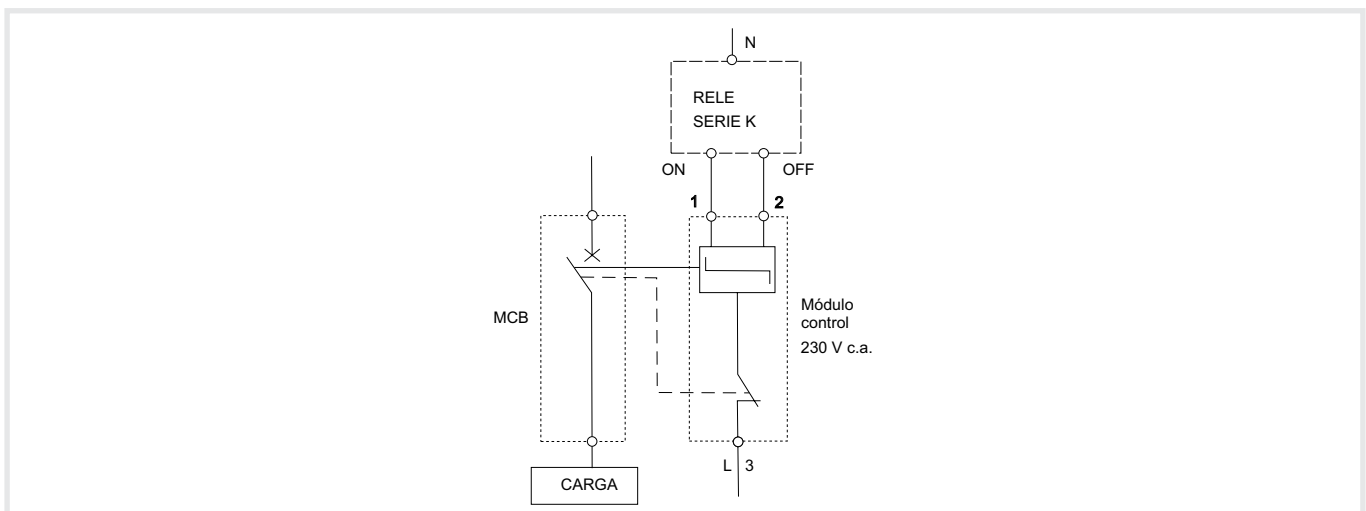 N
RELE
SERIE K
ON
OFF
1
2
MCB
Módulo
control
230 V c.a.
L
3
CARGA